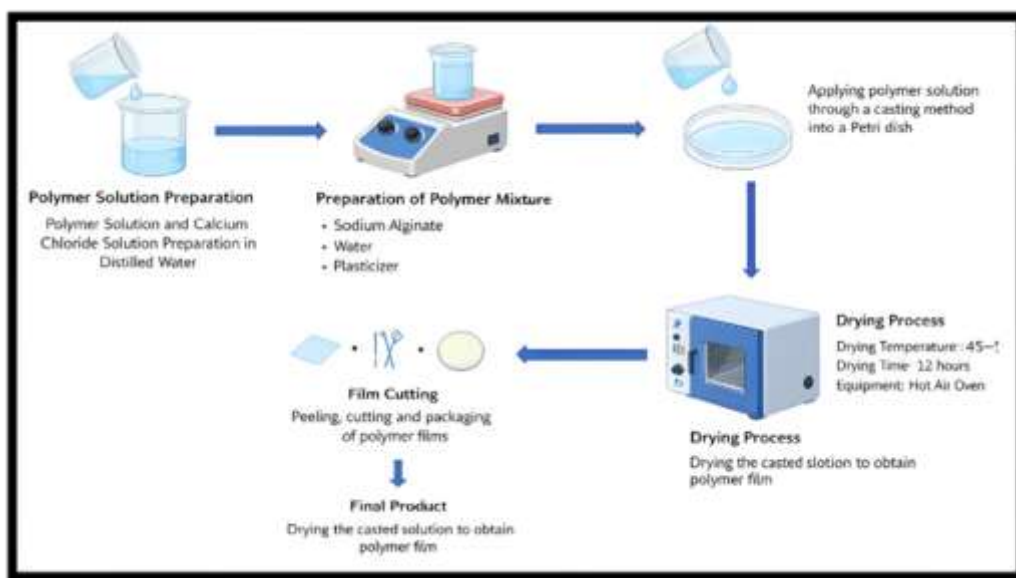 Applying polymer solution
through a casting method
into a Petri dish
Polymer Solution Preparation
Polymer Solution and Calcium
Chloride Solution Preparation in
Distilled Water
Preparation of Polymer Mixture
• Sodium Alginate
• Water
• Plasticizer
Drying Process
Drying Temperature : 45–
Drying Time 12 hours
Equipment: Hot Air Oven
Drying Process
Drying the casted slotion to obtain
polymer film
Film Cutting
Peeling, cutting and packaging
of polymer films
Final Product
Drying the casted solution to obtain
polymer film